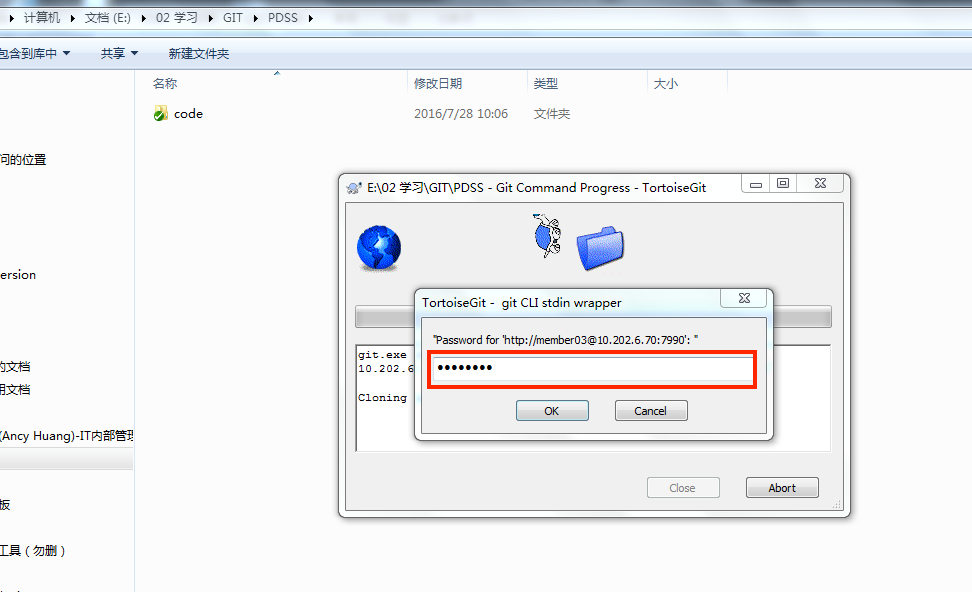 计算机 ▸ 文档 (E:) ▸ 02 学习 ▸ GIT ▸ PDSS ▸
包含到库中 共享 新建文件夹
名称 修改日期 类型 大小
code 2016/7/28 10:06 文件夹
问的位置
ersion
的文档
用文档
(Ancy Huang)-IT内部管理
板
工具（勿删）
E:\02 学习\GIT\PDSS - Git Command Progress - TortoiseGit
git.exe
10.202.6
Cloning
TortoiseGit - git CLI stdin wrapper
"Password for 'http://member03@10.202.6.70:7990': "
••••••••
OK Cancel
Close Abort